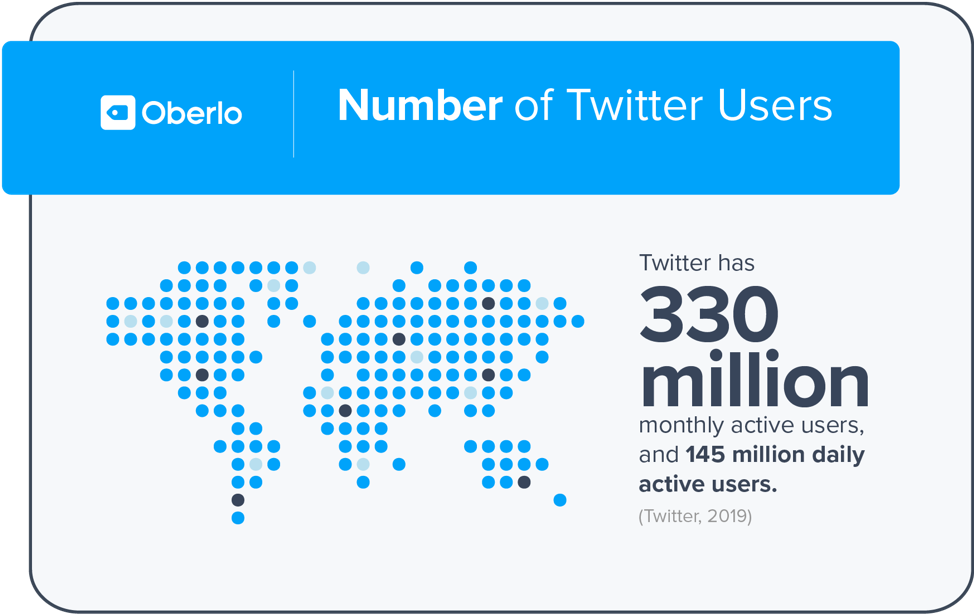 Oberlo
Number of Twitter Users
Twitter has
330
million
monthly active users,
and 145 million daily
active users.
(Twitter, 2019)